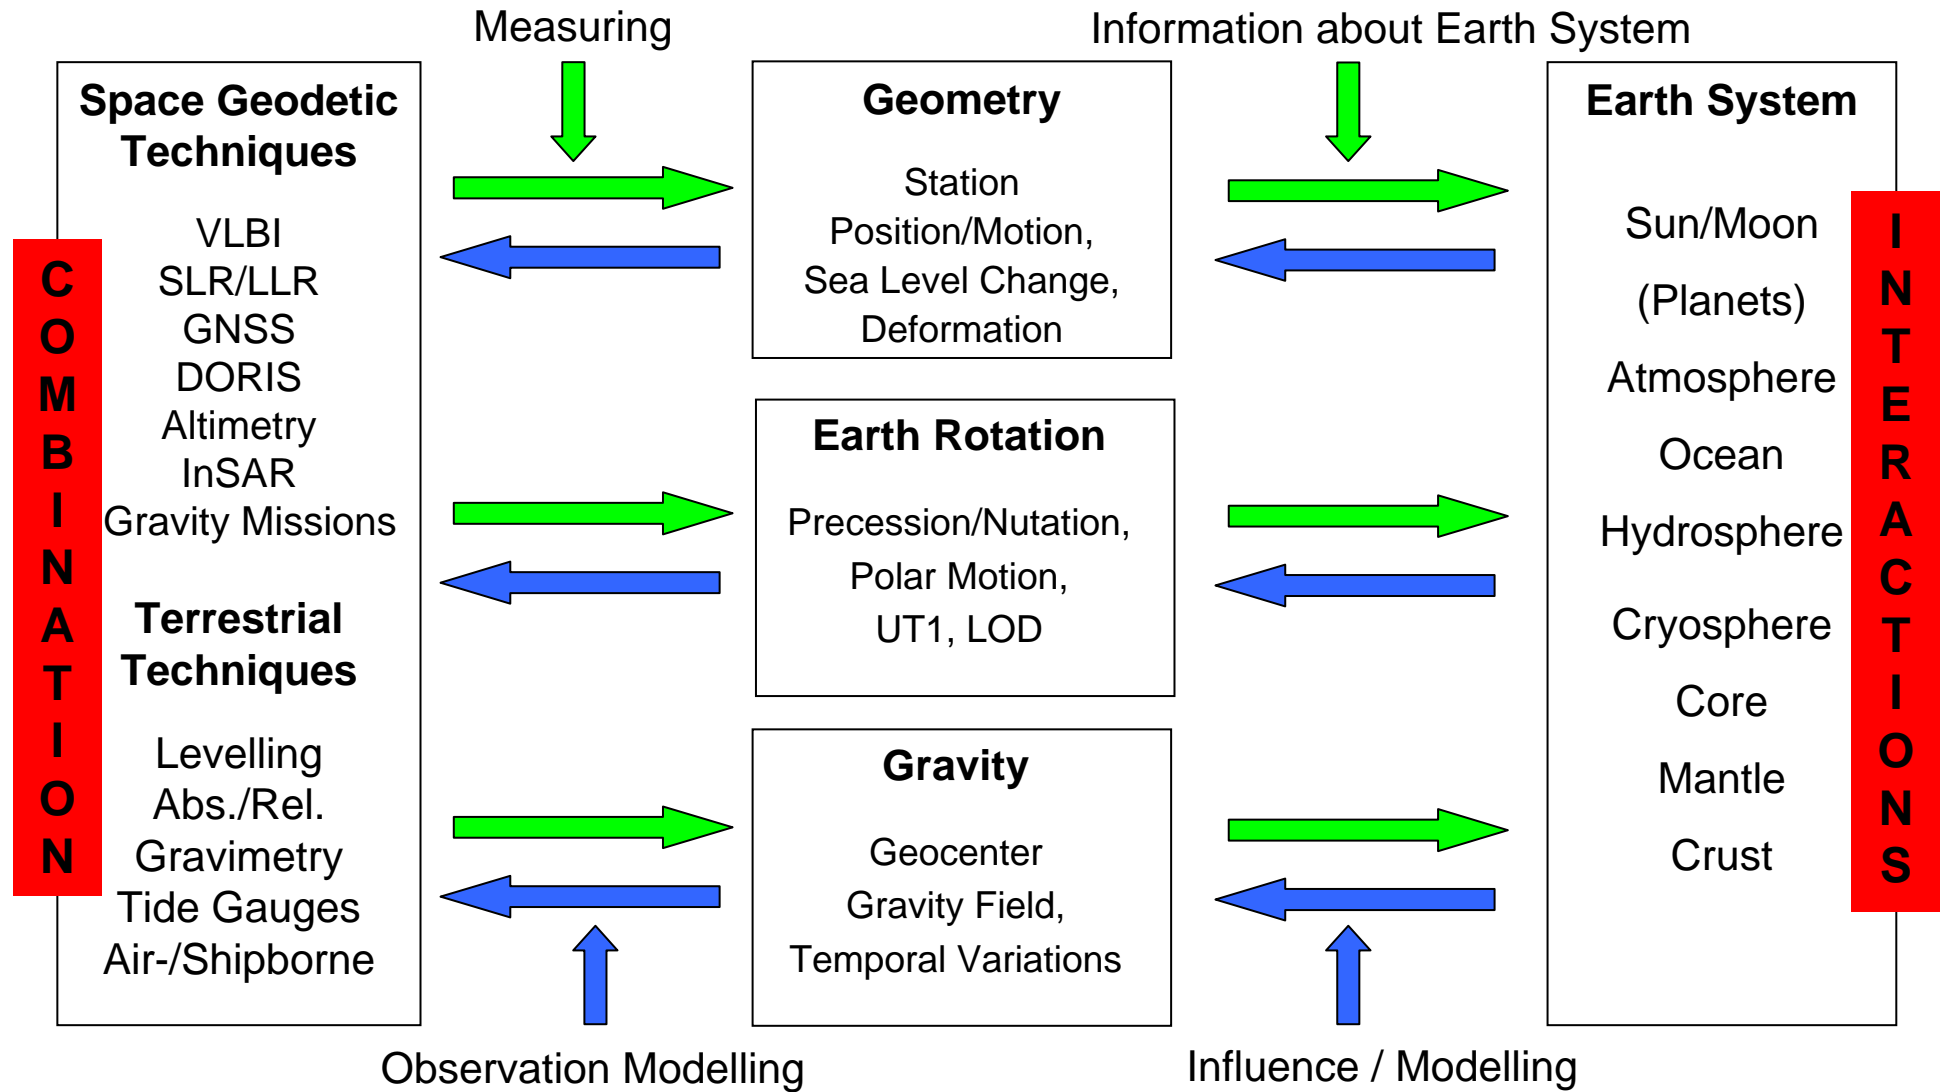 Measuring
Information about Earth System
Space Geodetic
Techniques
VLBI
SLR/LLR
GNSS
DORIS
Altimetry
InSAR
Gravity Missions
Terrestrial
Techniques
Levelling
Abs./Rel.
Gravimetry
Tide Gauges
Air-/Shipborne
COMBINATION
Geometry
Station
Position/Motion,
Sea Level Change,
Deformation
Earth Rotation
Precession/Nutation,
Polar Motion,
UT1, LOD
Gravity
Geocenter
Gravity Field,
Temporal Variations
Earth System
Sun/Moon
(Planets)
Atmosphere
Ocean
Hydrosphere
Cryosphere
Core
Mantle
Crust
INTERACTIONS
Observation Modelling
Influence / Modelling